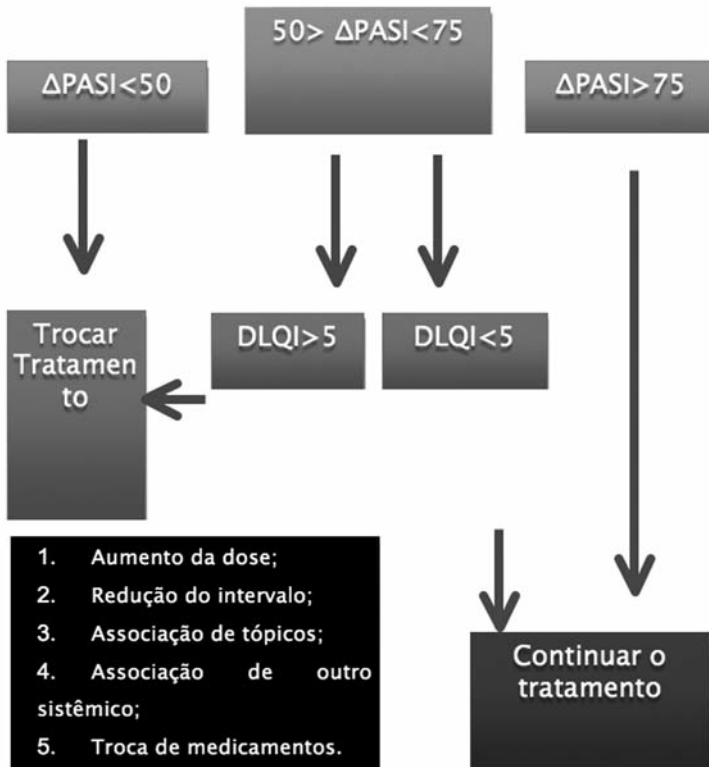 50> ΔPASI<75
ΔPASI<50
ΔPASI>75
Trocar
Tratamen
to
DLQI>5
DLQI<5
1. Aumento da dose;
2. Redução do intervalo;
3. Associação de tópicos;
4. Associação de outro
sistêmico;
5. Troca de medicamentos.
Continuar o
tratamento